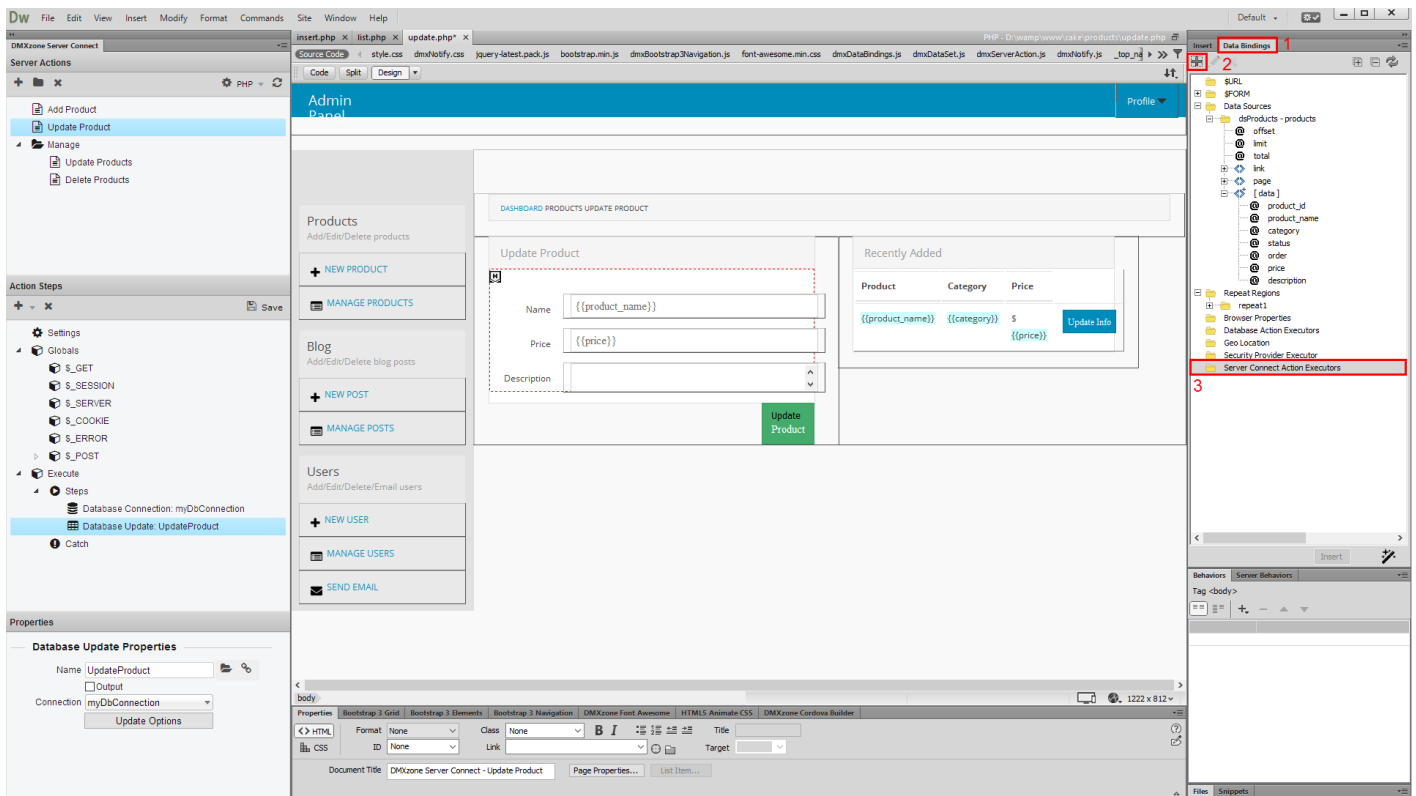 Dw File Edit View Insert Modify Format Commands Site Window Help
Default
DMXzone Server Connect
Server Actions
PHP
Add Product
Update Product
Manage
Update Products
Delete Products
Action Steps
Save
Settings
Globals
$_GET
$_SESSION
$_SERVER
$_COOKIE
$_ERROR
$_POST
Execute
Steps
Database Connection: myDbConnection
Database Update: UpdateProduct
Catch
Properties
Database Update Properties
Name UpdateProduct
Output
Connection myDbConnection
Update Options
insert.php × list.php × update.php* ×
PHP - D:\wamp\www\cake\products\update.php
Source Code style.css dmxNotify.css jquery-latest.pack.js bootstrap.min.js dmxBootstrap3Navigation.js font-awesome.min.css dmxDataBindings.js dmxDataSet.js dmxServerAction.js dmxNotify.js
Code Split Design
Admin
Panel
Profile
Products
Add/Edit/Delete products
NEW PRODUCT
MANAGE PRODUCTS
Blog
Add/Edit/Delete blog posts
NEW POST
MANAGE POSTS
Users
Add/Edit/Delete/Email users
NEW USER
MANAGE USERS
SEND EMAIL
DASHBOARD PRODUCTS UPDATE PRODUCT
Update Product
Name {{product_name}}
Price {{price}}
Description
Update
Product
Recently Added
Product Category Price
{{product_name}} {{category}} $
{{price}}
Update Info
body
1222 x 812
Properties Bootstrap 3 Grid Bootstrap 3 Elements Bootstrap 3 Navigation DMXzone Font Awesome HTML5 Animate CSS DMXzone Cordova Builder
<> HTML Format None Class None B I Title
CSS ID None Link Target
Document Title DMXzone Server Connect - Update Product Page Properties... List Item...
Insert Data Bindings 1
2
$URL
$FORM
Data Sources
dsProducts - products
offset
limit
total
link
page
[ data ]
product_id
product_name
category
status
order
price
description
Repeat Regions
repeat1
Browser Properties
Database Action Executors
Geo Location
Security Provider Executor
Server Connect Action Executors
3
Insert
Behaviors Server Behaviors
Tag <body>
Files Snippets